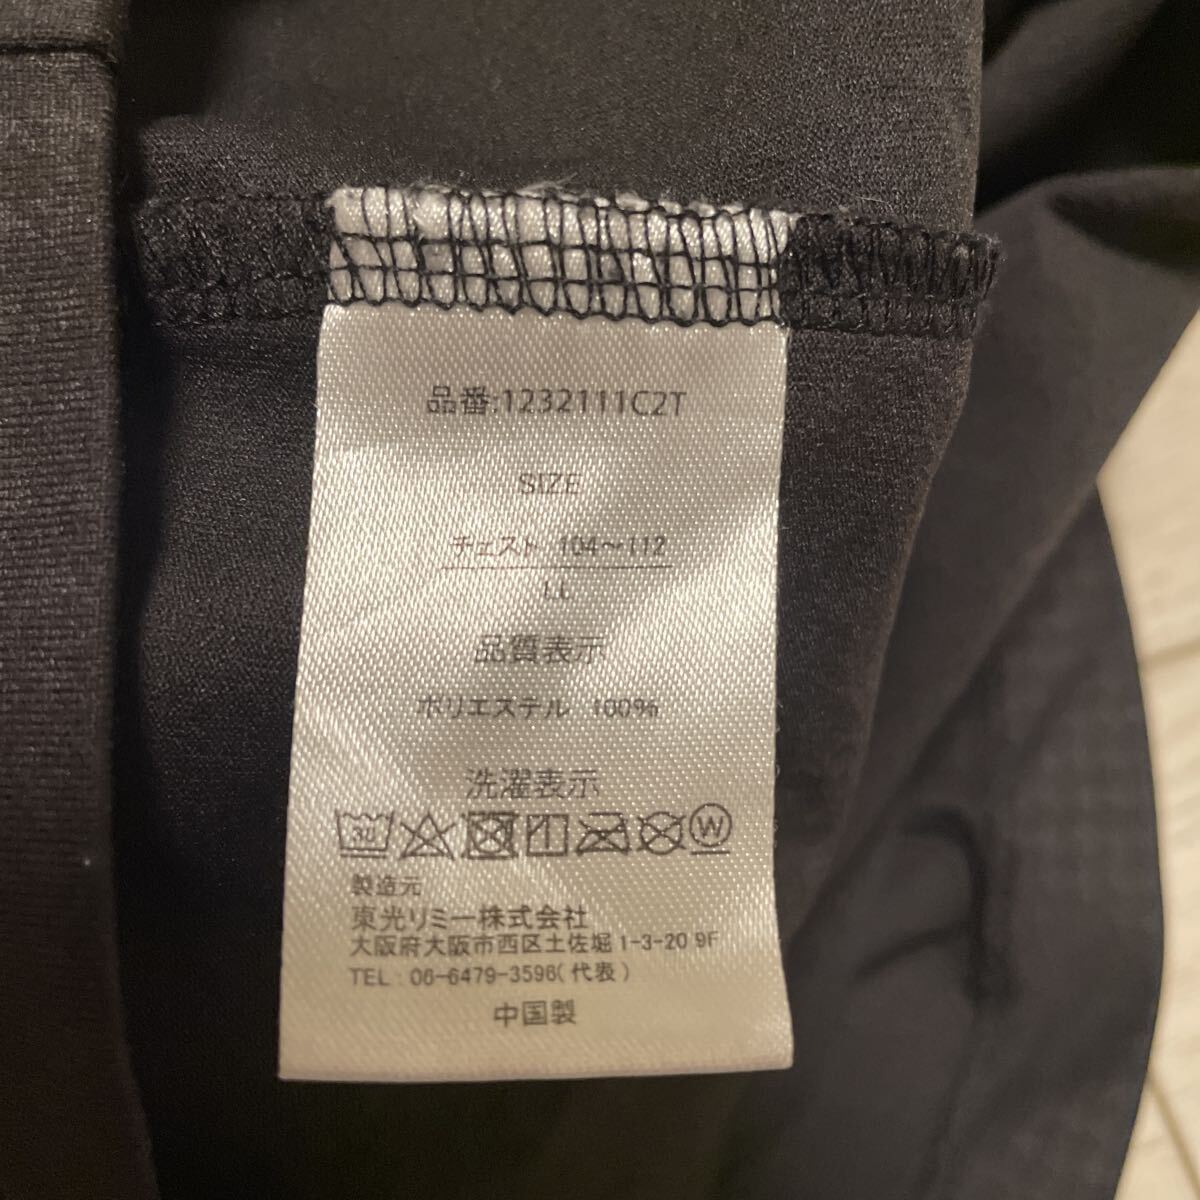 品番:1232111C2T
SIZE
チェスト 104～112
LL
品質表示
ポリエステル 100%
洗濯表示
30 W
製造元
東光リミー株式会社
大阪府大阪市西区土佐堀1-3-20 9F
TEL:06-6479-3596(代表)
中国製